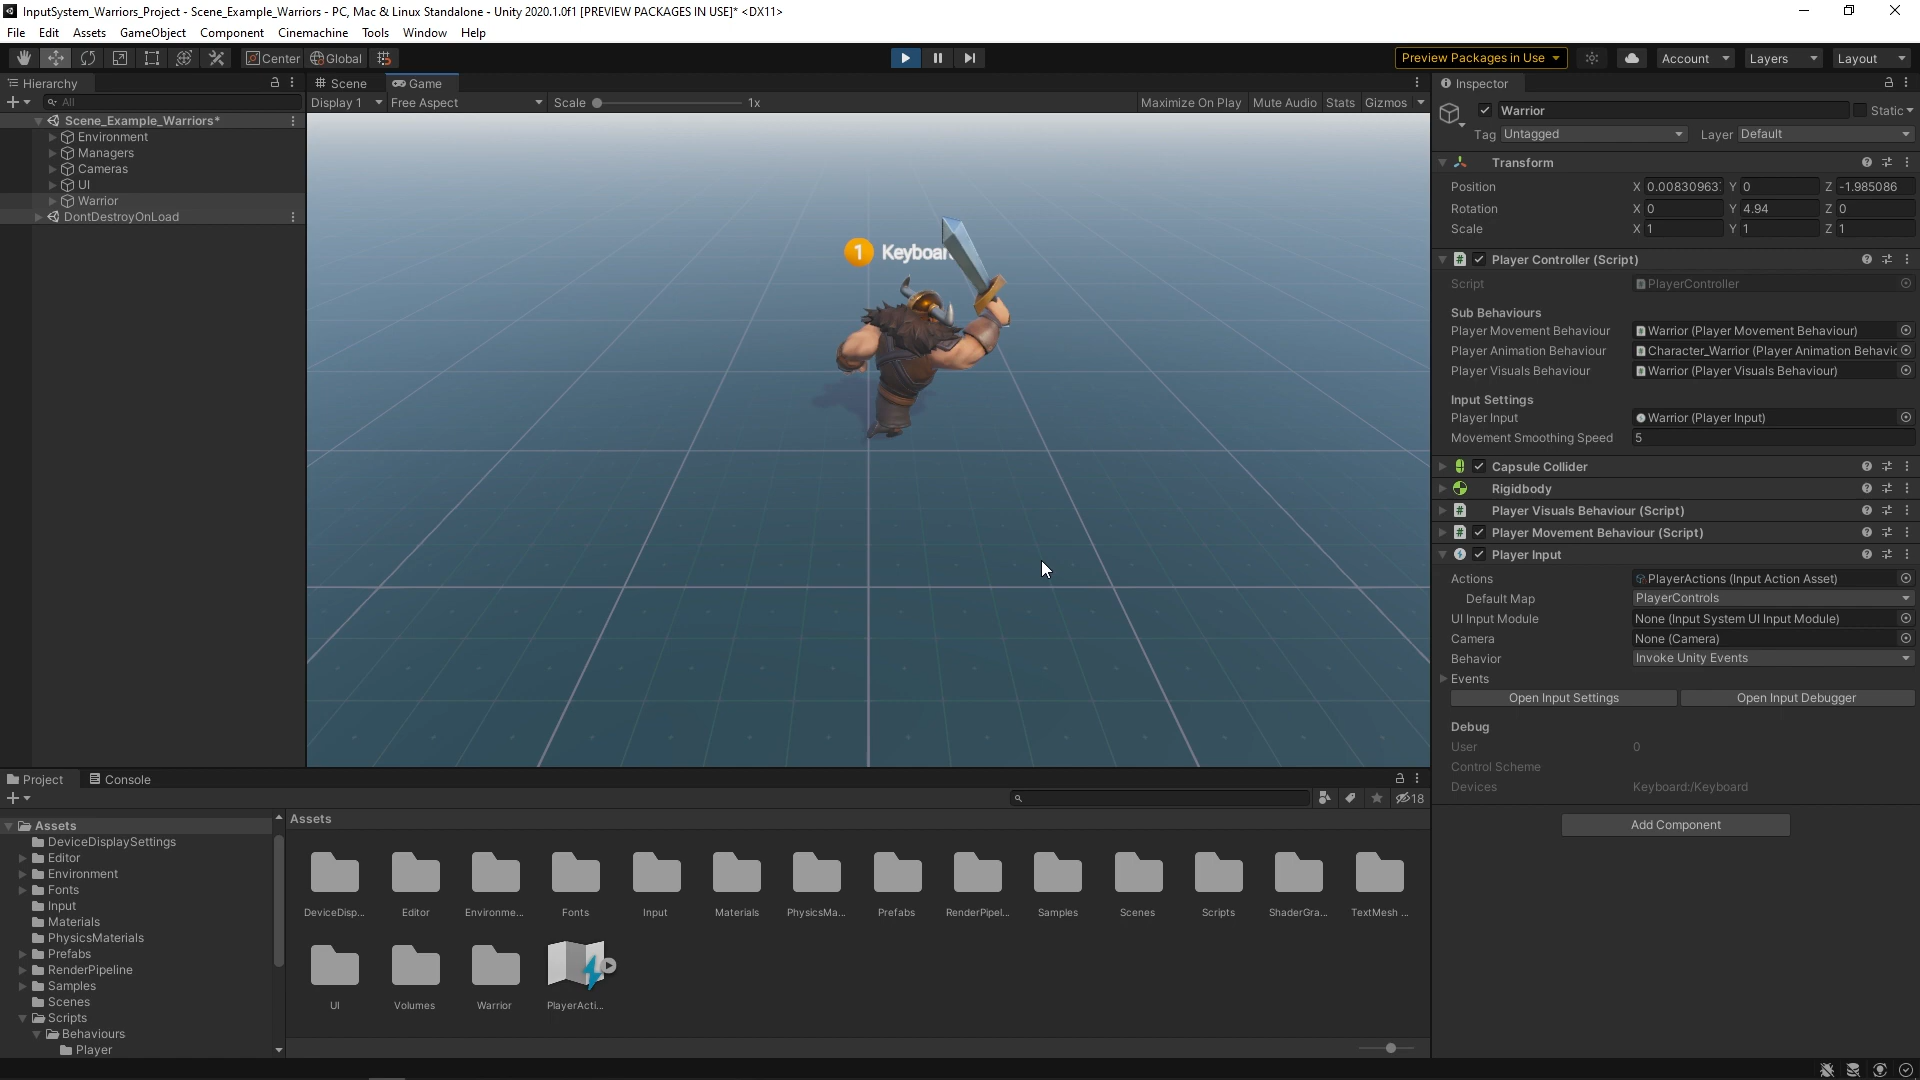 InputSystem_Warriors_Project - Scene_Example_Warriors - PC, Mac & Linux Standalone - Unity 2020.1.0f1 [PREVIEW PACKAGES IN USE]* <DX11>
File Edit Assets GameObject Component Cinemachine Tools Window Help
Center Global Preview Packages in Use Account Layers Layout
Hierarchy
All
Scene_Example_Warriors*
Environment
Managers
Cameras
UI
Warrior
DontDestroyOnLoad
Scene Game
Display 1 Free Aspect Scale 1x Maximize On Play Mute Audio Stats Gizmos
1 Keyboar
Inspector
Warrior Static
Tag Untagged Layer Default
Transform
Position X 0.00830963 Y 0 Z -1.985086
Rotation X 0 Y 4.94 Z 0
Scale X 1 Y 1 Z 1
Player Controller (Script)
Script PlayerController
Sub Behaviours
Player Movement Behaviour Warrior (Player Movement Behaviour)
Player Animation Behaviour Character_Warrior (Player Animation Behavic
Player Visuals Behaviour Warrior (Player Visuals Behaviour)
Input Settings
Player Input Warrior (Player Input)
Movement Smoothing Speed 5
Capsule Collider
Rigidbody
Player Visuals Behaviour (Script)
Player Movement Behaviour (Script)
Player Input
Actions PlayerActions (Input Action Asset)
Default Map PlayerControls
UI Input Module None (Input System UI Input Module)
Camera None (Camera)
Behavior Invoke Unity Events
Events
Open Input Settings Open Input Debugger
Debug
User 0
Control Scheme
Devices Keyboard:/Keyboard
Add Component
Project Console
18
Assets
DeviceDisplaySettings
Editor
Environment
Fonts
Input
Materials
PhysicsMaterials
Prefabs
RenderPipeline
Samples
Scenes
Scripts
Behaviours
Player
Assets
DeviceDisp... Editor Environme... Fonts Input Materials PhysicsMa... Prefabs RenderPipel... Samples Scenes Scripts ShaderGra... TextMesh ...
UI Volumes Warrior PlayerActi...